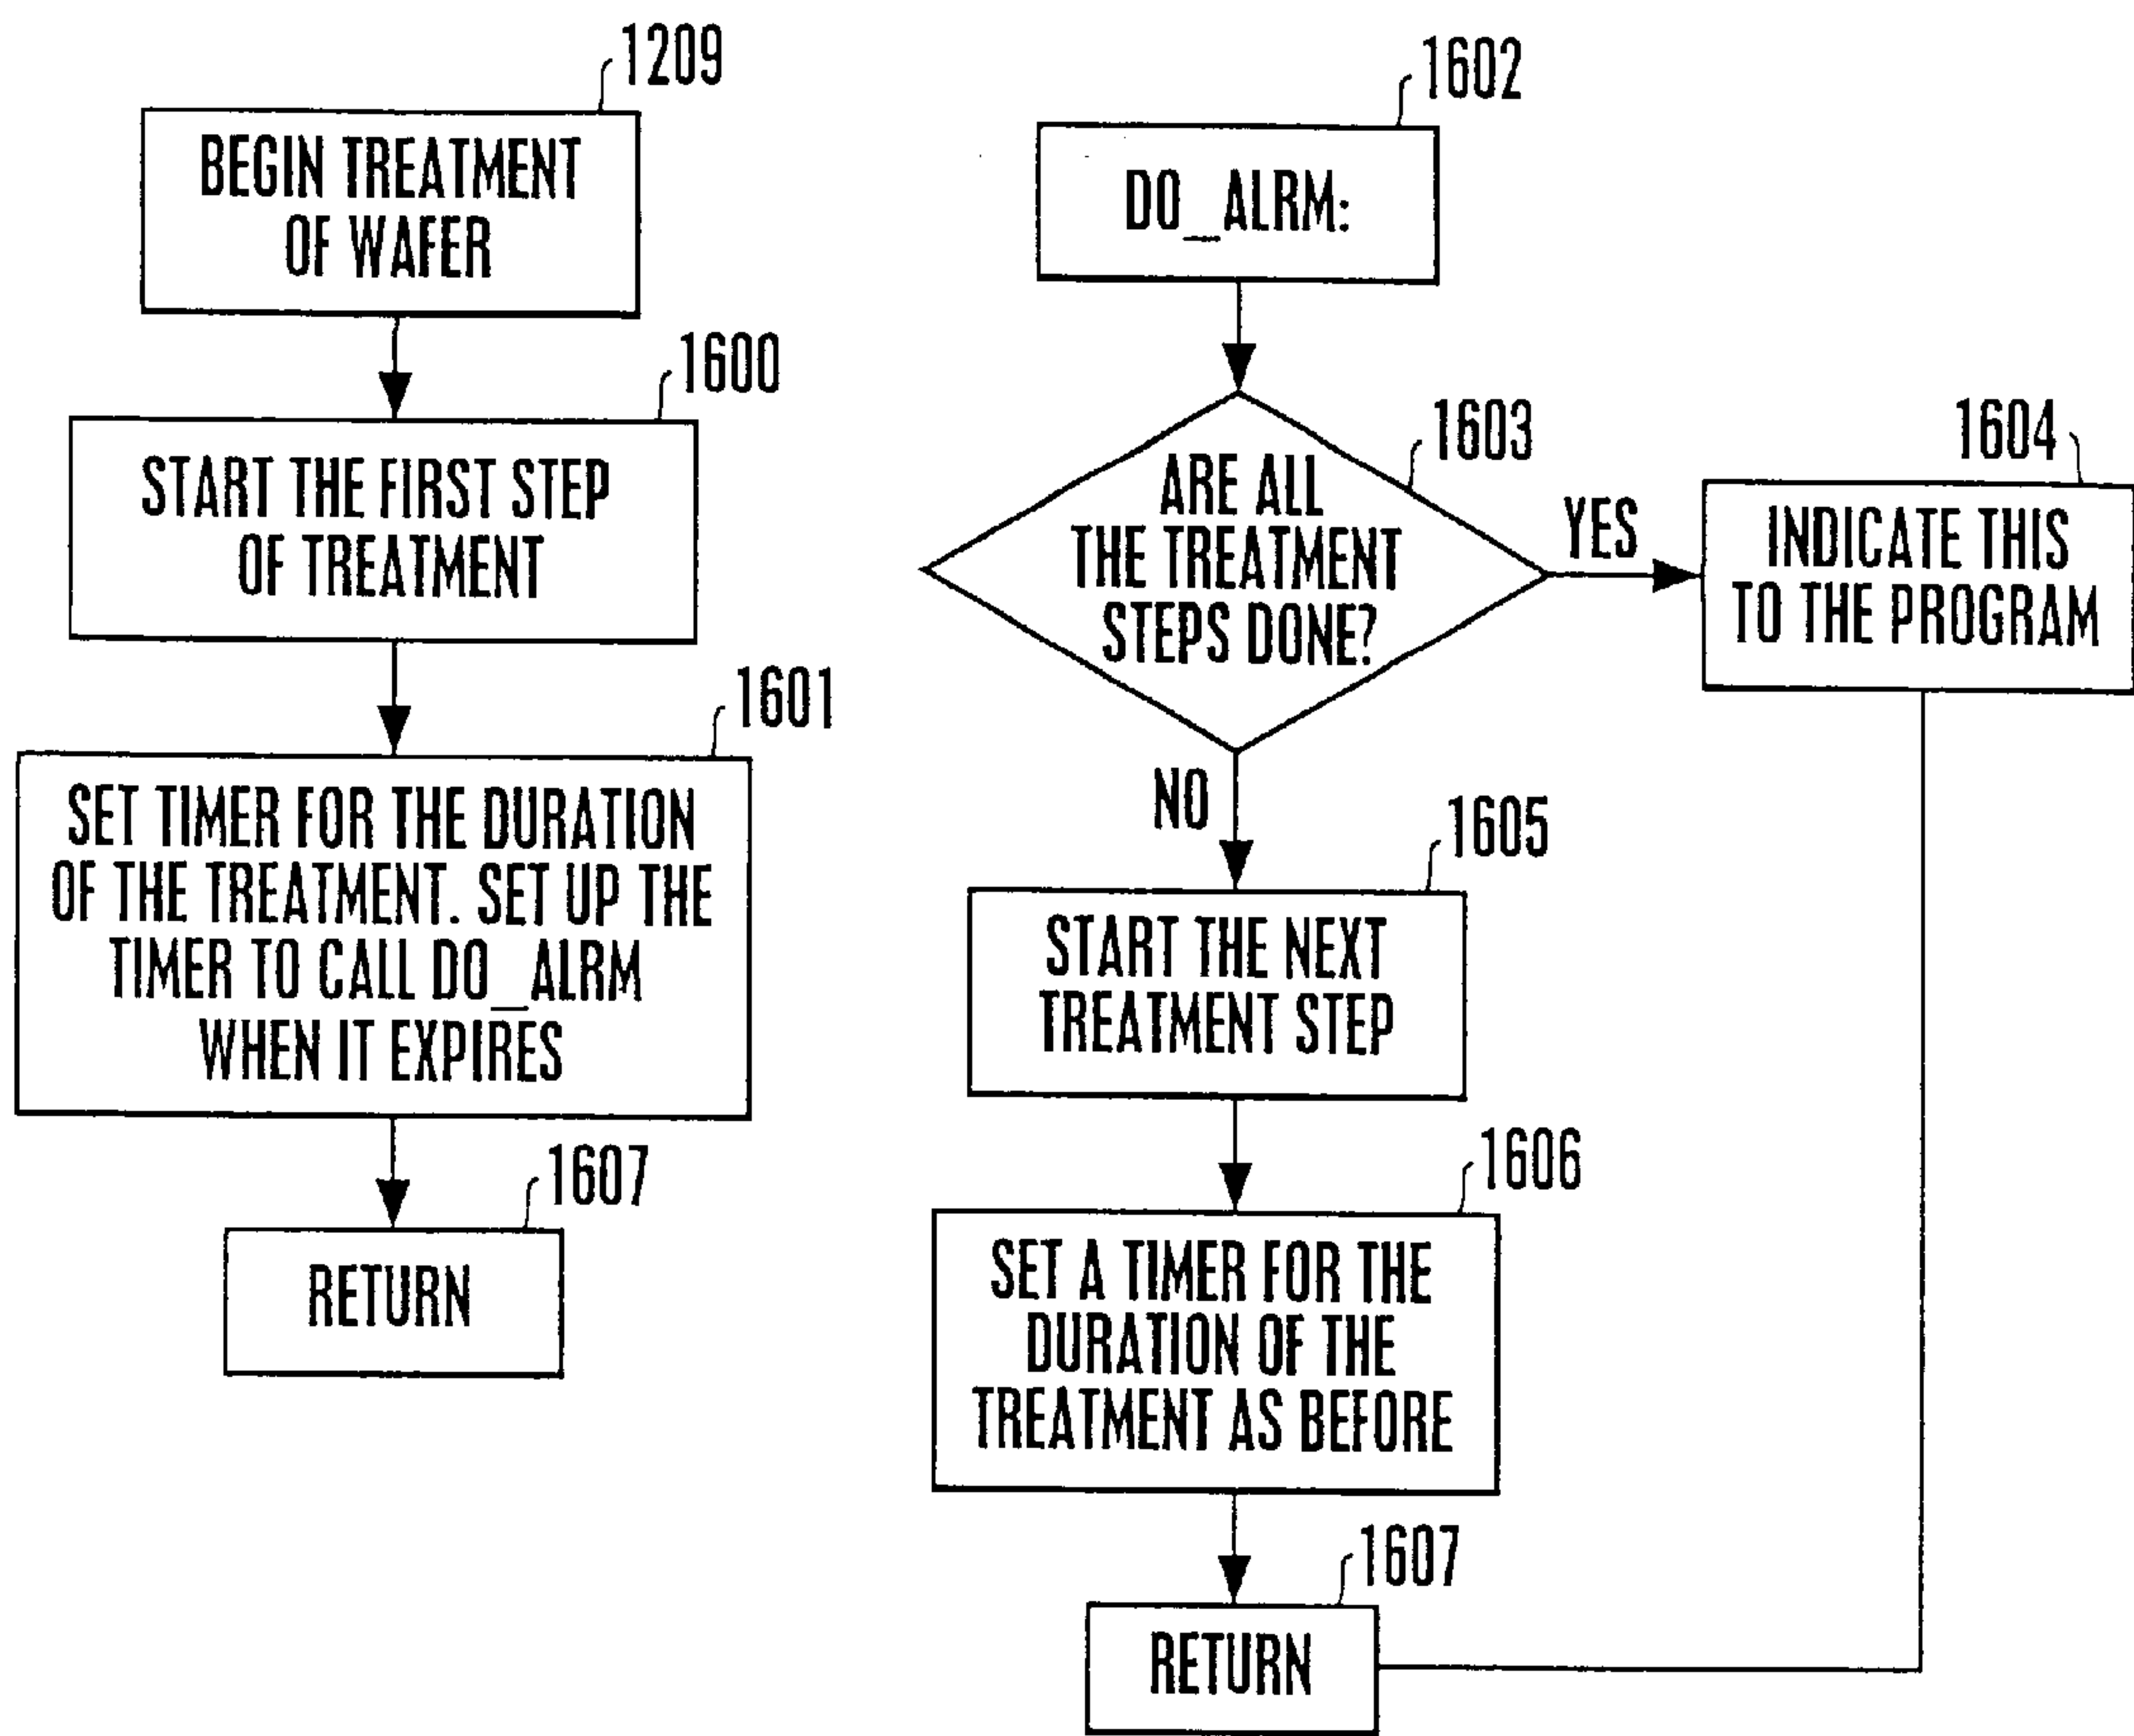 1209
BEGIN TREATMENT
OF WAFER
1600
START THE FIRST STEP
OF TREATMENT
1601
SET TIMER FOR THE DURATION
OF THE TREATMENT. SET UP THE
TIMER TO CALL DO_ALRM
WHEN IT EXPIRES
1607
RETURN
1602
DO_ALRM:
1603
ARE ALL
THE TREATMENT
STEPS DONE?
YES
1604
INDICATE THIS
TO THE PROGRAM
NO
1605
START THE NEXT
TREATMENT STEP
1606
SET A TIMER FOR THE
DURATION OF THE
TREATMENT AS BEFORE
1607
RETURN